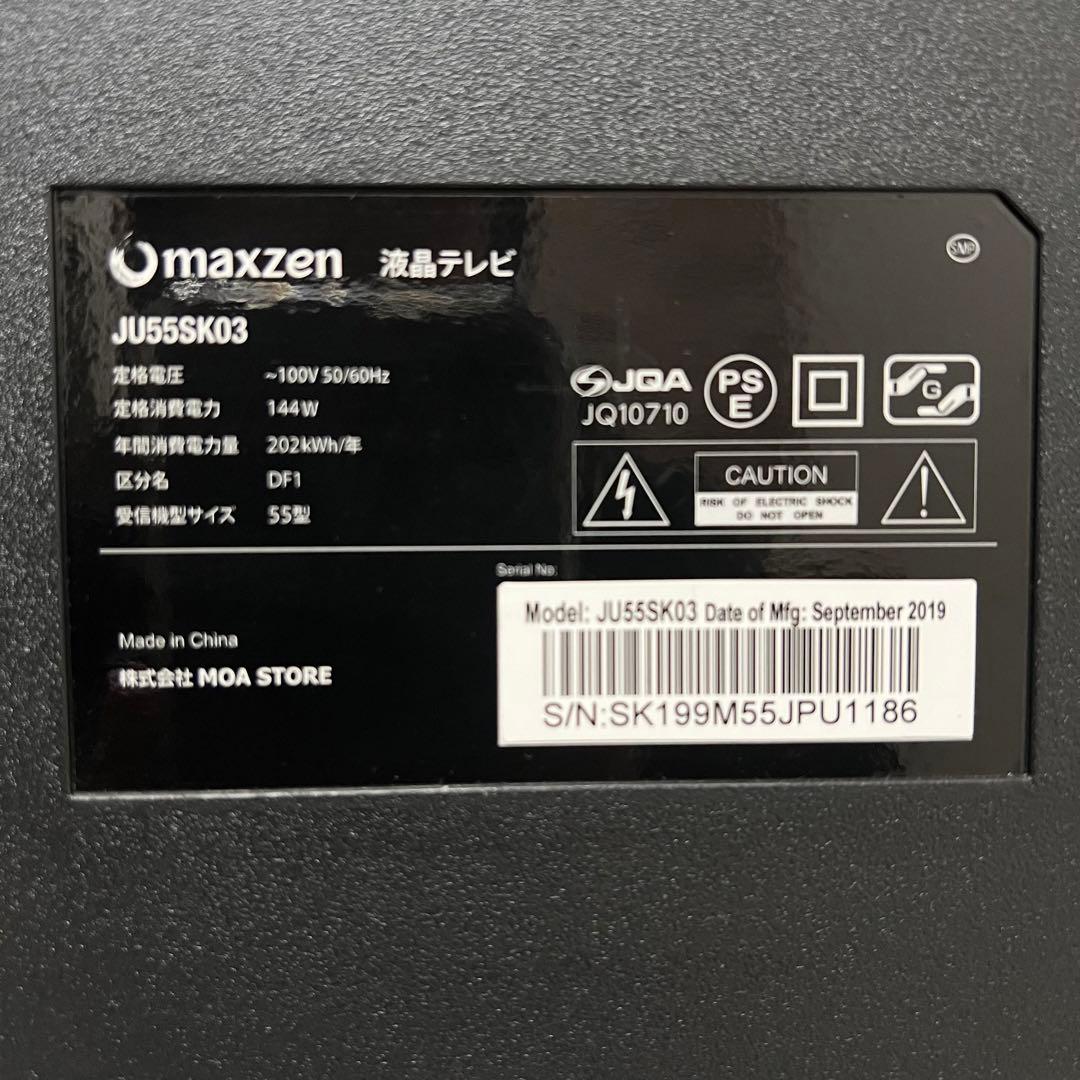 maxzen 液晶テレビ
SMP
JU55SK03
定格電圧 ~100V 50/60Hz
定格消費電力 144W
年間消費電力量 202kWh/年
区分名 DF1
受信機型サイズ 55型
JQA
JQ10710
PS
E
G
CAUTION
RISK OF ELECTRIC SHOCK
DO NOT OPEN
Serial No:
Model: JU55SK03 Date of Mfg: September 2019
S/N:SK199M55JPU1186
Made in China
株式会社 MOA STORE